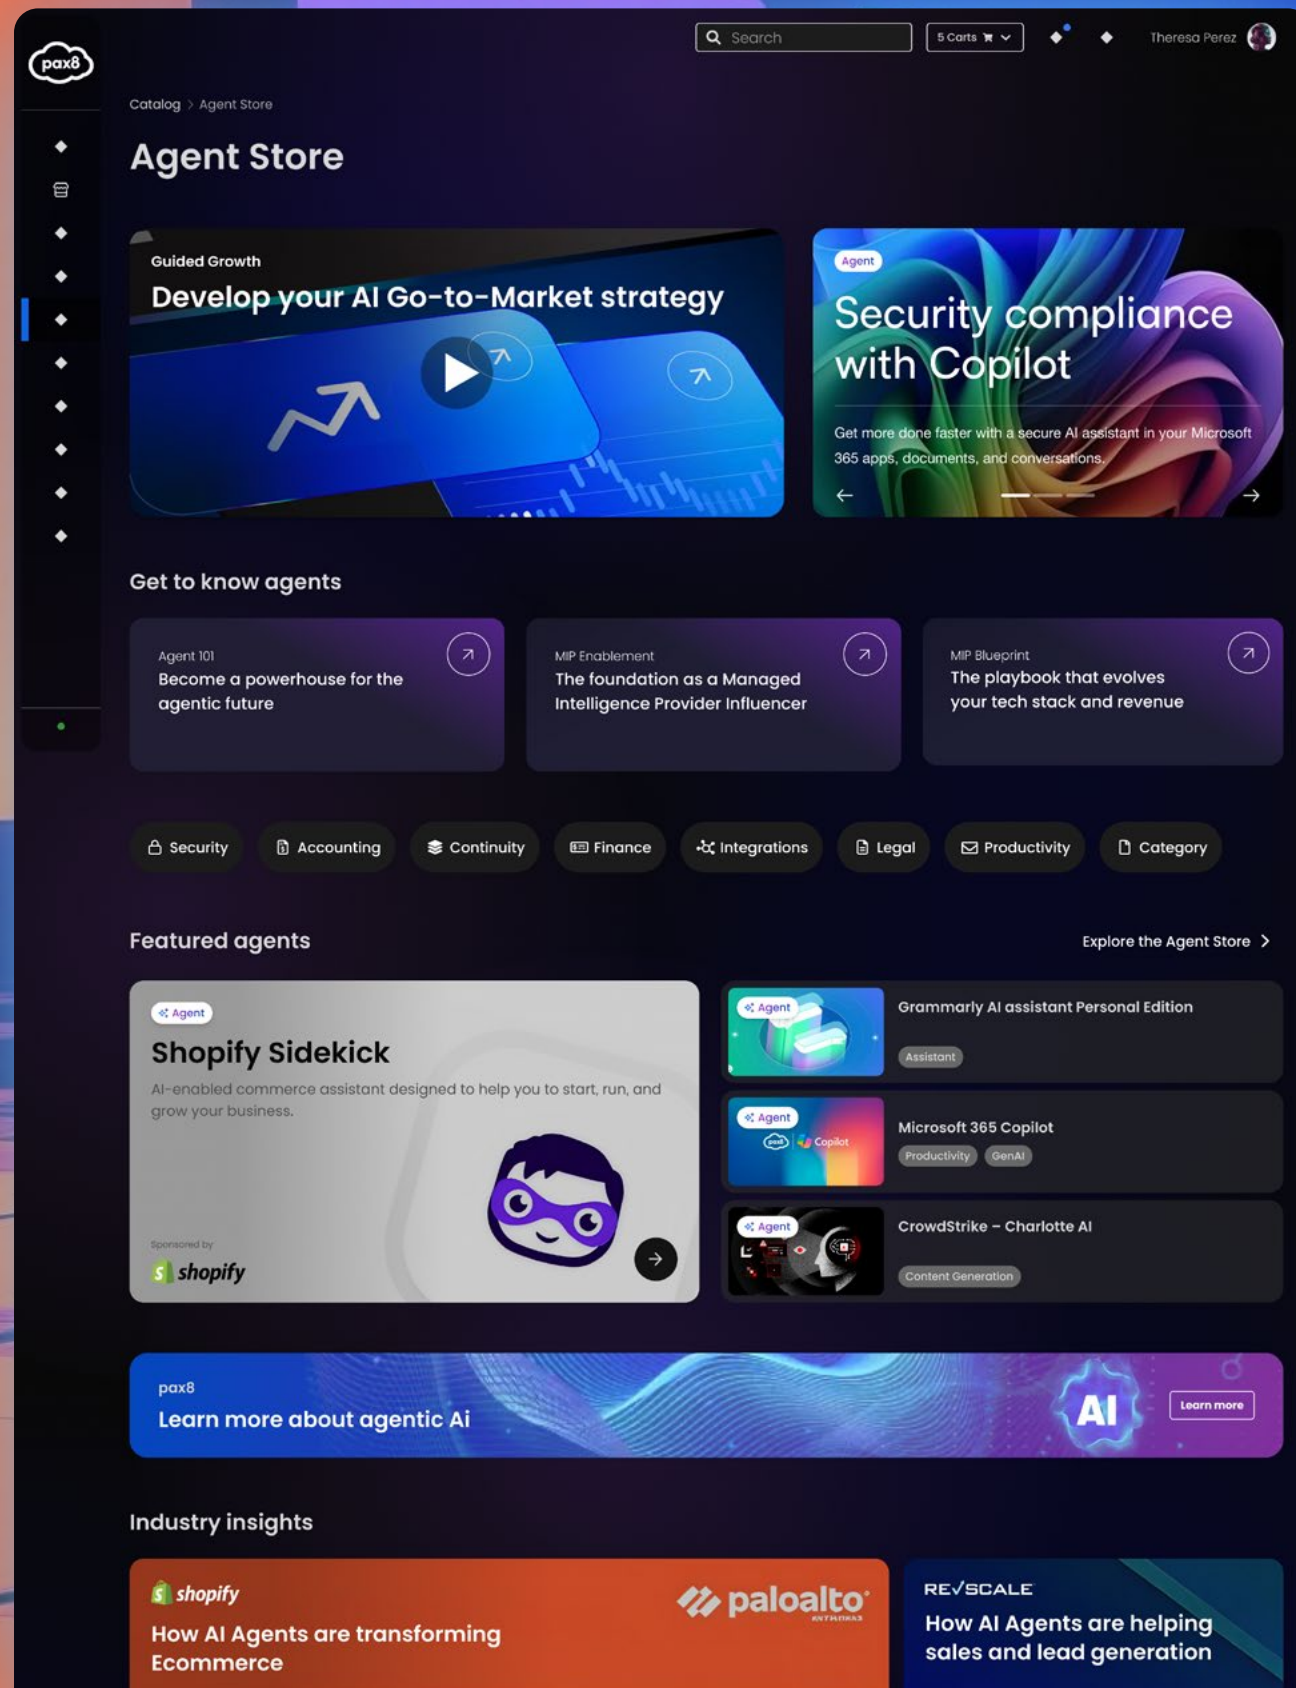 pax8
Search
5 Carts
Theresa Perez
Catalog > Agent Store
Agent Store
Guided Growth
Develop your AI Go-to-Market strategy
Agent
Security compliance
with Copilot
Get more done faster with a secure AI assistant in your Microsoft
365 apps, documents, and conversations.
Get to know agents
Agent 101
Become a powerhouse for the
agentic future
MIP Enablement
The foundation as a Managed
Intelligence Provider Influencer
MIP Blueprint
The playbook that evolves
your tech stack and revenue
Security
Accounting
Continuity
Finance
Integrations
Legal
Productivity
Category
Featured agents
Explore the Agent Store
Agent
Shopify Sidekick
AI-enabled commerce assistant designed to help you to start, run, and
grow your business.
Sponsored by
shopify
Agent
Grammarly AI assistant Personal Edition
Assistant
Agent
pax8 Copilot
Microsoft 365 Copilot
Productivity GenAI
Agent
CrowdStrike – Charlotte AI
Content Generation
pax8
Learn more about agentic Ai
AI
Learn more
Industry insights
shopify
paloalto
NETWORKS
How AI Agents are transforming
Ecommerce
REV/SCALE
How AI Agents are helping
sales and lead generation